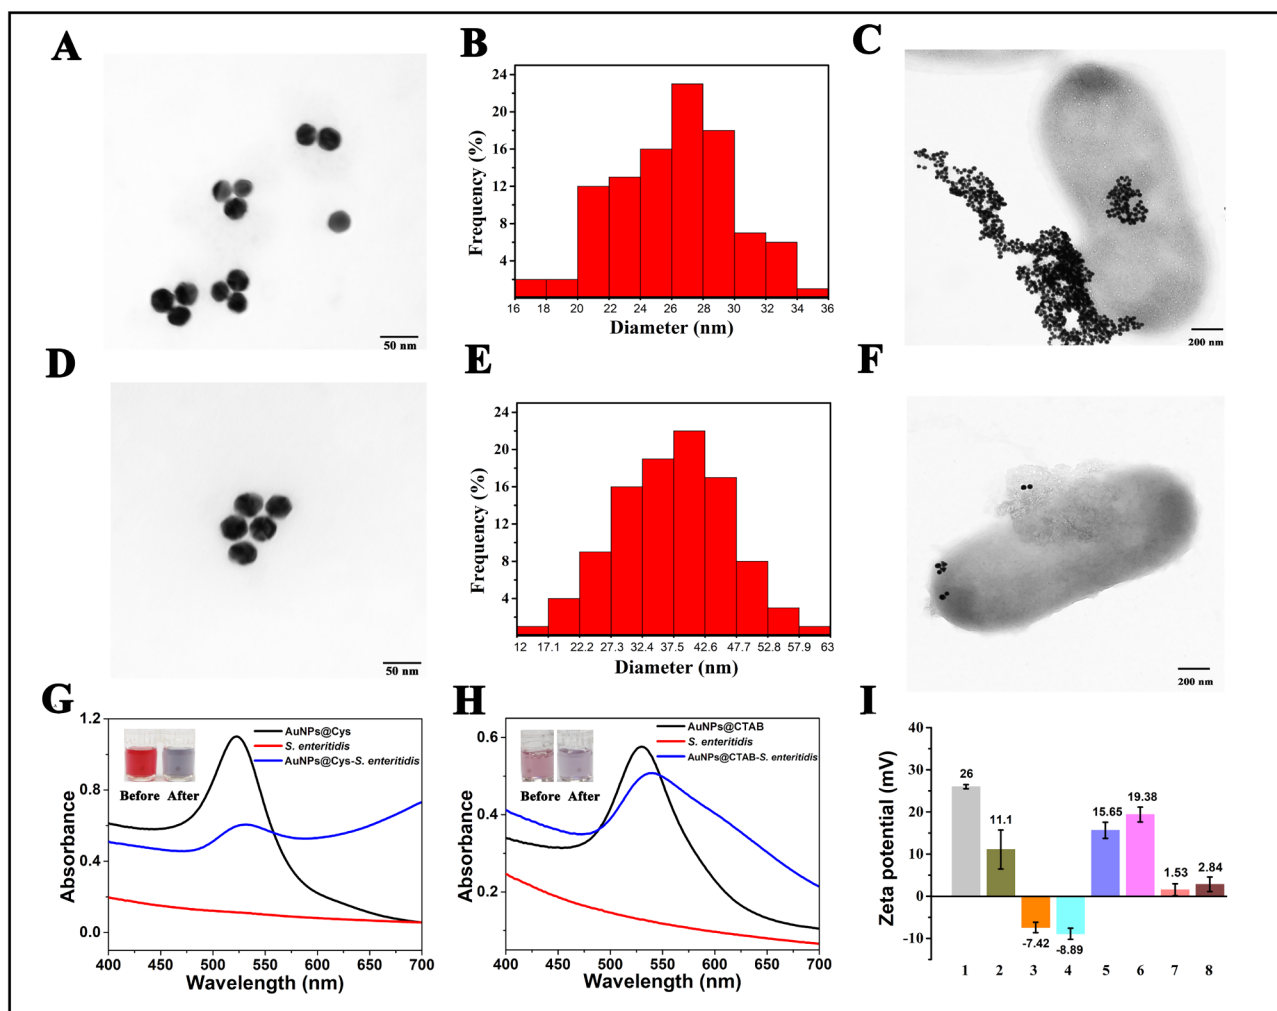 A
50 nm
B
Frequency (%)
24
20
16
12
8
4
16 18 20 22 24 26 28 30 32 34 36
Diameter (nm)
C
200 nm
D
50 nm
E
Frequency (%)
24
20
16
12
8
4
12 17.1 22.2 27.3 32.4 37.5 42.6 47.7 52.8 57.9 63
Diameter (nm)
F
200 nm
G
Absorbance
1.2
0.8
0.4
0.0
Before After
AuNPs@Cys
S. enteritidis
AuNPs@Cys-S. enteritidis
400 450 500 550 600 650 700
Wavelength (nm)
H
Absorbance
0.6
0.4
0.2
Before After
AuNPs@CTAB
S. enteritidis
AuNPs@CTAB-S. enteritidis
400 450 500 550 600 650 700
Wavelength (nm)
I
Zeta potential (mV)
40
30
20
10
0
-10
26
11.1
-7.42
-8.89
15.65
19.38
1.53
2.84
1 2 3 4 5 6 7 8